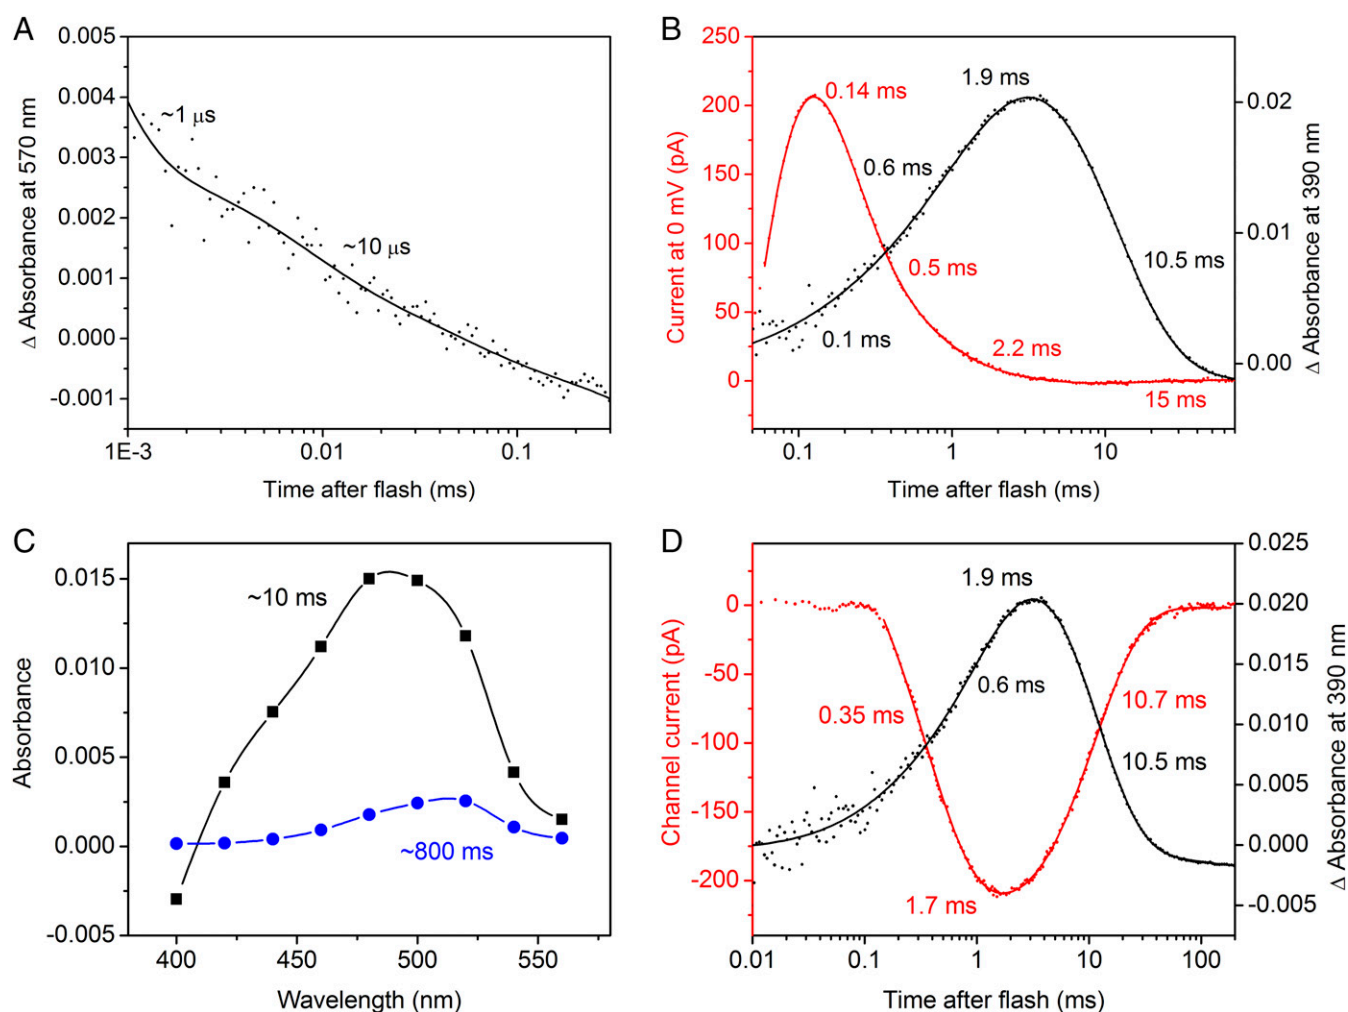 A
Δ Absorbance at 570 nm
0.005
0.004
0.003
0.002
0.001
0.000
-0.001
~1 μs
~10 μs
1E-3
0.01
0.1
Time after flash (ms)
B
Current at 0 mV (pA)
250
200
150
100
50
0
0.14 ms
1.9 ms
0.6 ms
0.5 ms
10.5 ms
0.1 ms
2.2 ms
15 ms
0.02
0.01
0.00
Δ Absorbance at 390 nm
0.1
1
10
Time after flash (ms)
C
Absorbance
0.015
0.010
0.005
0.000
-0.005
~10 ms
~800 ms
400
450
500
550
Wavelength (nm)
D
Channel current (pA)
0
-50
-100
-150
-200
1.9 ms
0.6 ms
0.35 ms
10.7 ms
10.5 ms
1.7 ms
0.025
0.020
0.015
0.010
0.005
0.000
-0.005
Δ Absorbance at 390 nm
0.01
0.1
1
10
100
Time after flash (ms)